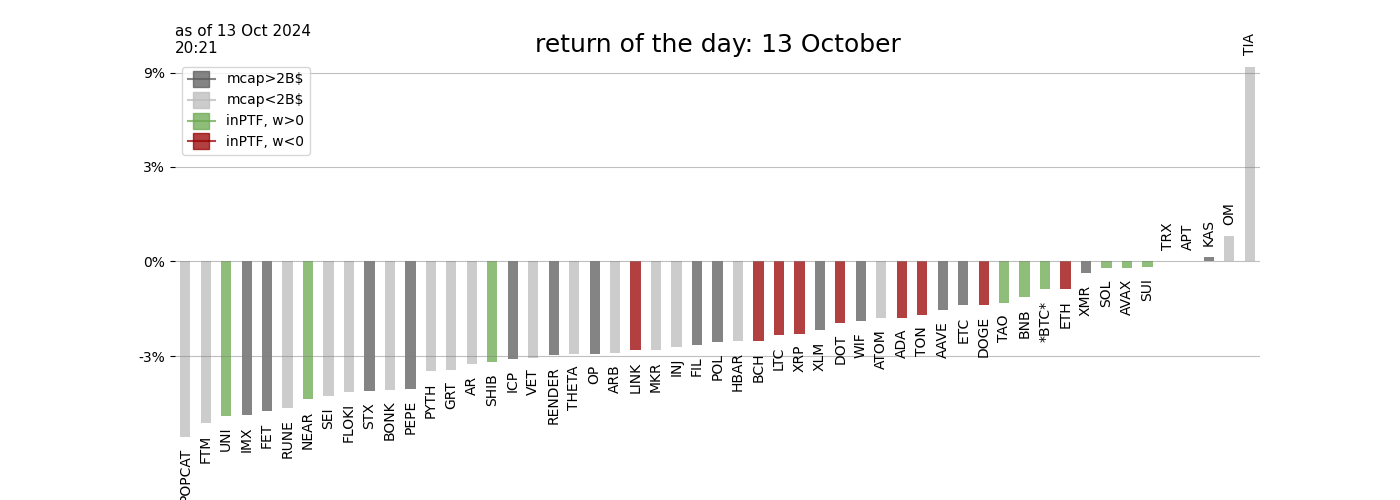 as of 13 Oct 2024
20:21
return of the day: 13 October
mcap>2B$
mcap<2B$
inPTF, w>0
inPTF, w<0
9%
3%
0%
-3%
POPCAT
FTM
UNI
IMX
FET
RUNE
NEAR
SEI
FLOKI
STX
BONK
PEPE
PYTH
GRT
AR
SHIB
ICP
VET
RENDER
THETA
OP
ARB
LINK
MKR
INJ
FIL
POL
HBAR
BCH
LTC
XRP
XLM
DOT
WIF
ATOM
ADA
TON
AAVE
ETC
DOGE
TAO
BNB
*BTC*
ETH
XMR
SOL
AVAX
SUI
TRX
APT
KAS
OM
TIA